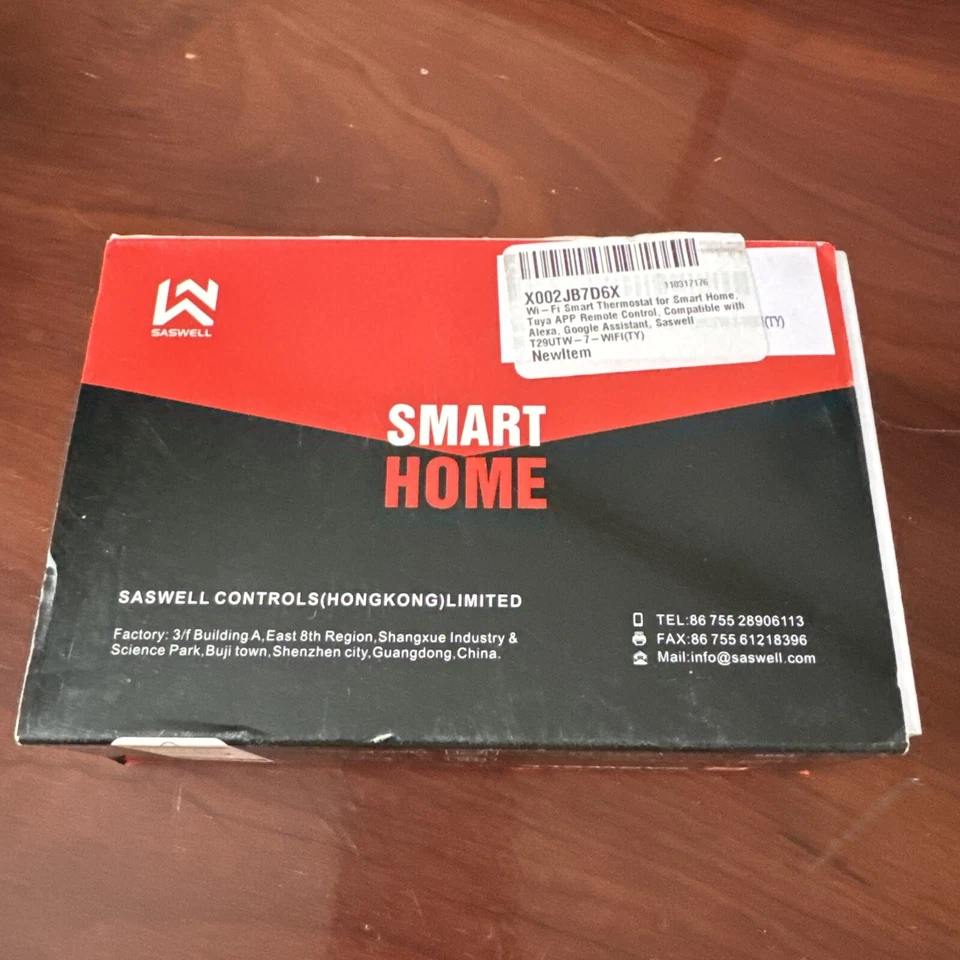 SASWELL
X002JB7D6X
110317176
Wi-Fi Smart Thermostat for Smart Home,
Tuya APP Remote Control, Compatible with
Alexa, Google Assistant, Saswell
T29UTW-7-WIFI(TY)
NewItem
(TY)
SMART
HOME
SASWELL CONTROLS(HONGKONG)LIMITED
Factory: 3/f Building A,East 8th Region,Shangxue Industry &
Science Park,Buji town,Shenzhen city,Guangdong,China.
TEL:86 755 28906113
FAX:86 755 61218396
Mail:info@saswell.com